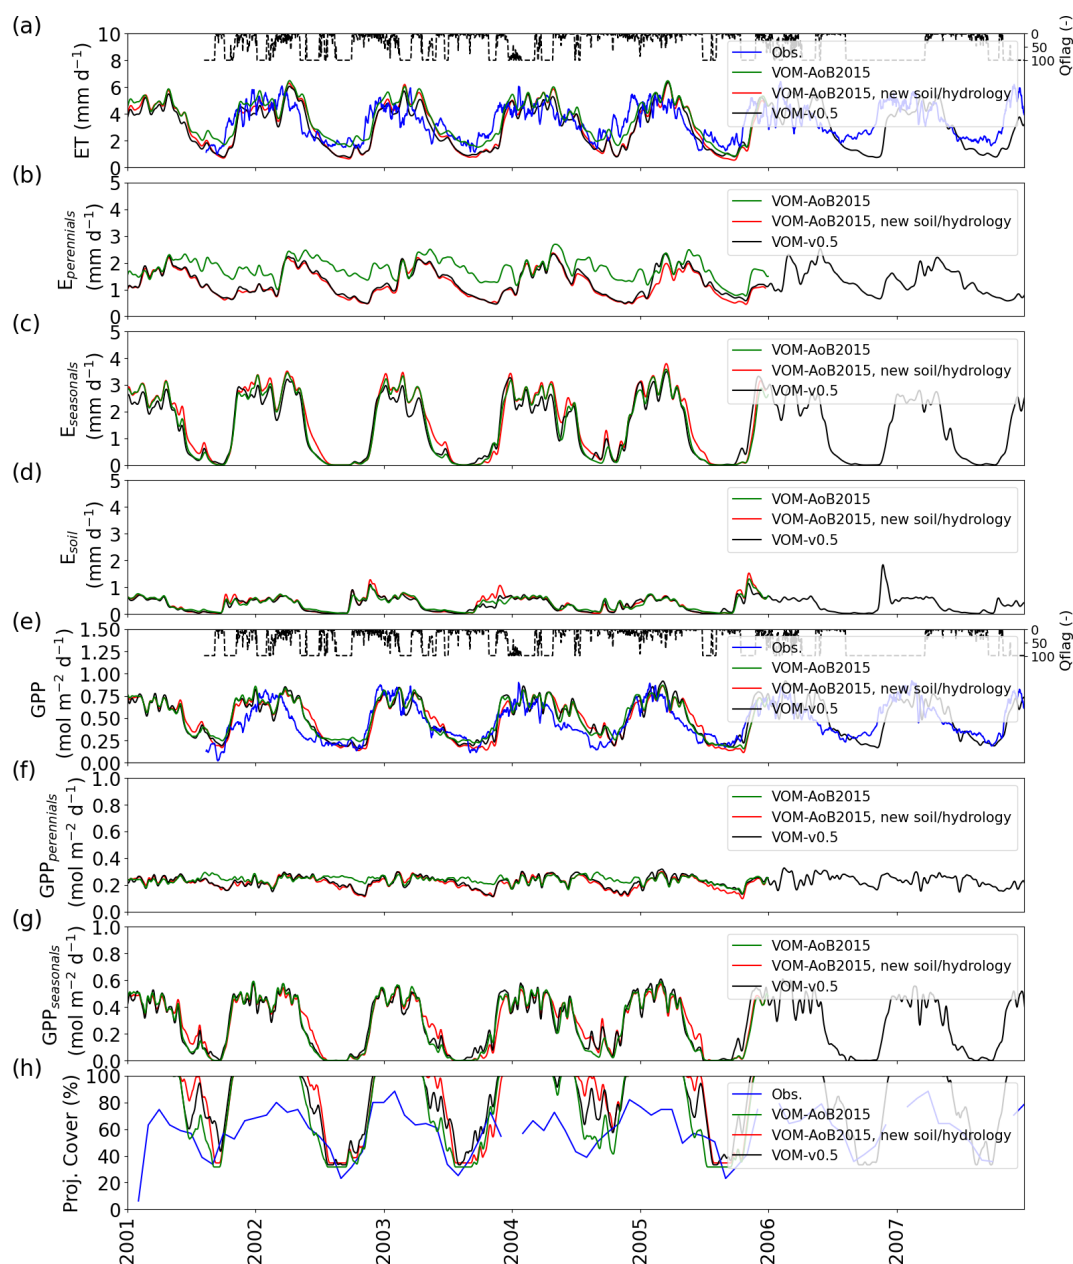 (a)
ET (mm d−1)
10
8
6
4
2
0
Obs.
VOM-AoB2015
VOM-AoB2015, new soil/hydrology
VOM-v0.5
0
50
100
Qflag (-)
(b)
Eperennials
(mm d−1)
5
4
3
2
1
0
VOM-AoB2015
VOM-AoB2015, new soil/hydrology
VOM-v0.5
(c)
Eseasonals
(mm d−1)
5
4
3
2
1
0
VOM-AoB2015
VOM-AoB2015, new soil/hydrology
VOM-v0.5
(d)
Esoil
(mm d−1)
5
4
3
2
1
0
VOM-AoB2015
VOM-AoB2015, new soil/hydrology
VOM-v0.5
(e)
GPP
(mol m−2 d−1)
1.50
1.25
1.00
0.75
0.50
0.25
0.00
Obs.
VOM-AoB2015
VOM-AoB2015, new soil/hydrology
VOM-v0.5
0
50
100
Qflag (-)
(f)
GPPperennials
(mol m−2 d−1)
1.0
0.8
0.6
0.4
0.2
0.0
VOM-AoB2015
VOM-AoB2015, new soil/hydrology
VOM-v0.5
(g)
GPPseasonals
(mol m−2 d−1)
1.0
0.8
0.6
0.4
0.2
0.0
VOM-AoB2015
VOM-AoB2015, new soil/hydrology
VOM-v0.5
(h)
Proj. Cover (%)
100
80
60
40
20
0
Obs.
VOM-AoB2015
VOM-AoB2015, new soil/hydrology
VOM-v0.5
2001
2002
2003
2004
2005
2006
2007